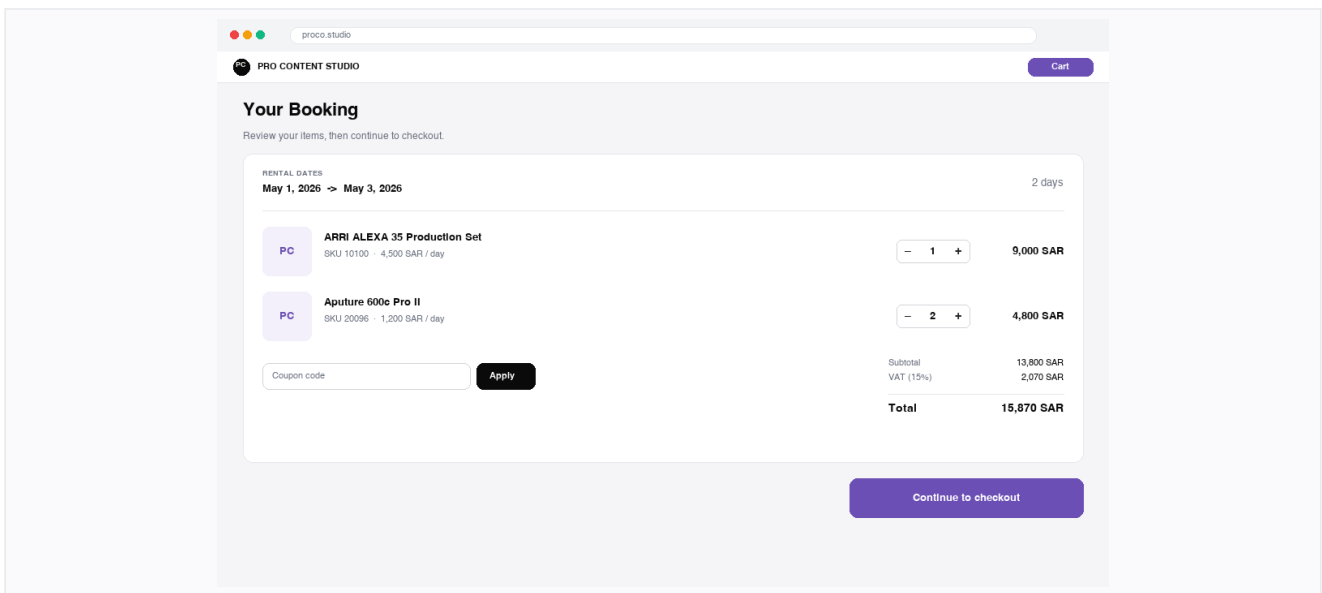 proco.studio
PC PRO CONTENT STUDIO Cart
Your Booking
Review your items, then continue to checkout.
RENTAL DATES
May 1, 2026 -> May 3, 2026 2 days
PC ARRI ALEXA 35 Production Set
SKU 10100 · 4,500 SAR / day – 1 + 9,000 SAR
PC Aputure 600c Pro II
SKU 20096 · 1,200 SAR / day – 2 + 4,800 SAR
Coupon code Apply
Subtotal 13,800 SAR
VAT (15%) 2,070 SAR
Total 15,870 SAR
Continue to checkout